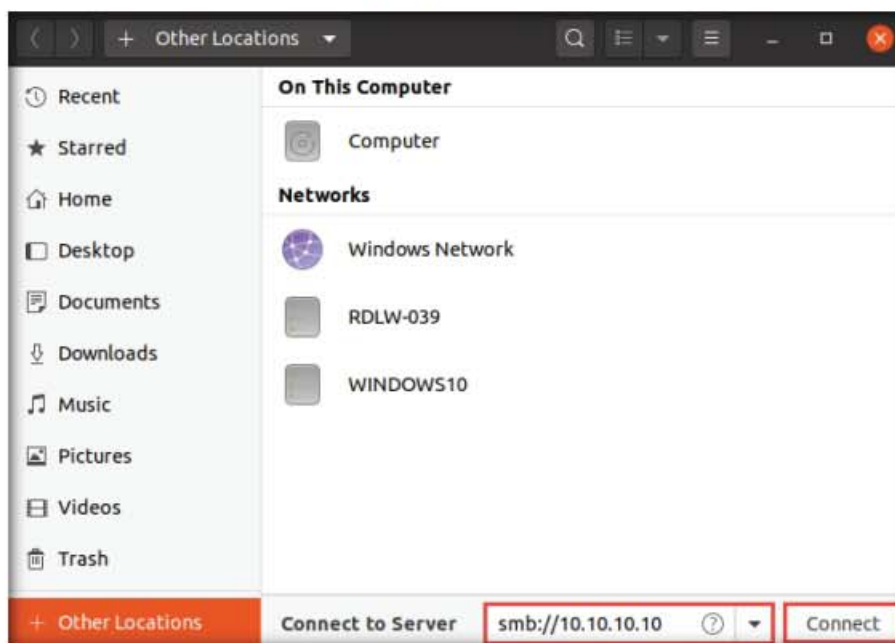 + Other Locations
Recent
Starred
Home
Desktop
Documents
Downloads
Music
Pictures
Videos
Trash
+ Other Locations
On This Computer
Computer
Networks
Windows Network
RDLW-039
WINDOWS10
Connect to Server smb://10.10.10.10 ? Connect